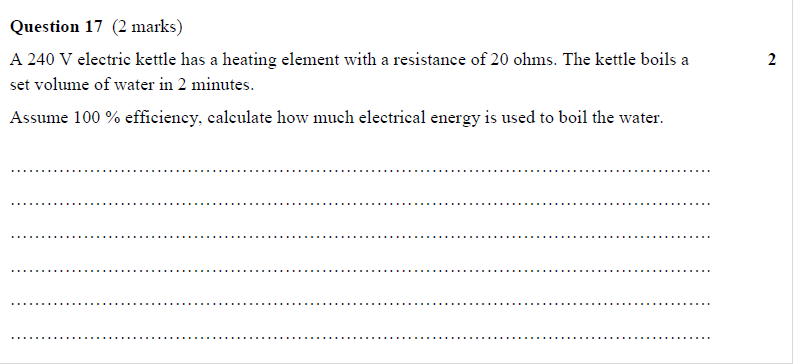 Question 17 (2 marks)
A 240 V electric kettle has a heating element with a resistance of 20 ohms. The kettle boils a 2
set volume of water in 2 minutes.
Assume 100 % efficiency, calculate how much electrical energy is used to boil the water.